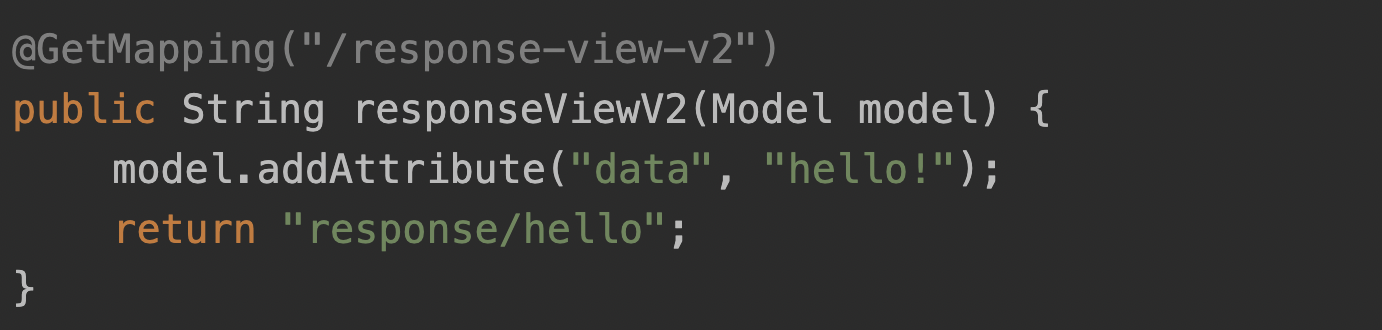 @GetMapping("/response-view-v2")
public String responseViewV2(Model model) {
    model.addAttribute("data", "hello!");
    return "response/hello";
}